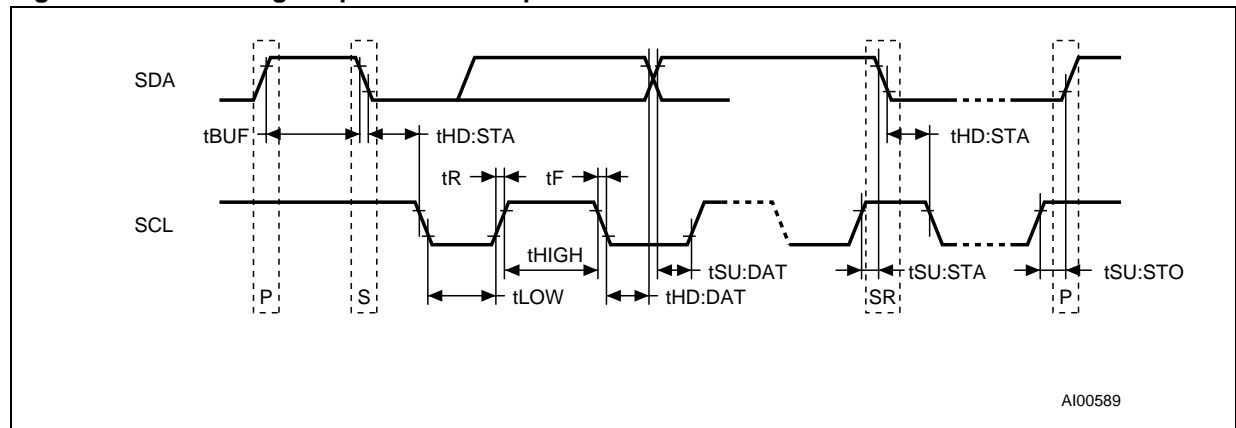 SDA
tBUF
tHD:STA
tHD:STA
tR
tF
SCL
tHIGH
tSU:DAT
tSU:STA
tSU:STO
P
S
tLOW
tHD:DAT
SR
P
AI00589